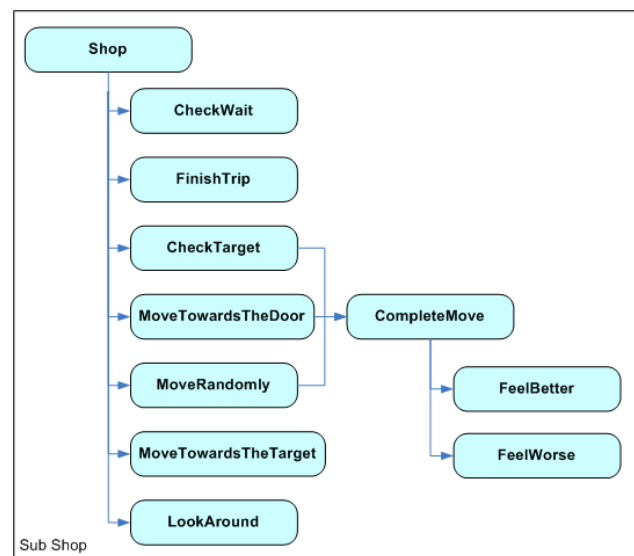 Shop
CheckWait
FinishTrip
CheckTarget
MoveTowardsTheDoor
CompleteMove
MoveRandomly
FeelBetter
MoveTowardsTheTarget
FeelWorse
LookAround
Sub Shop